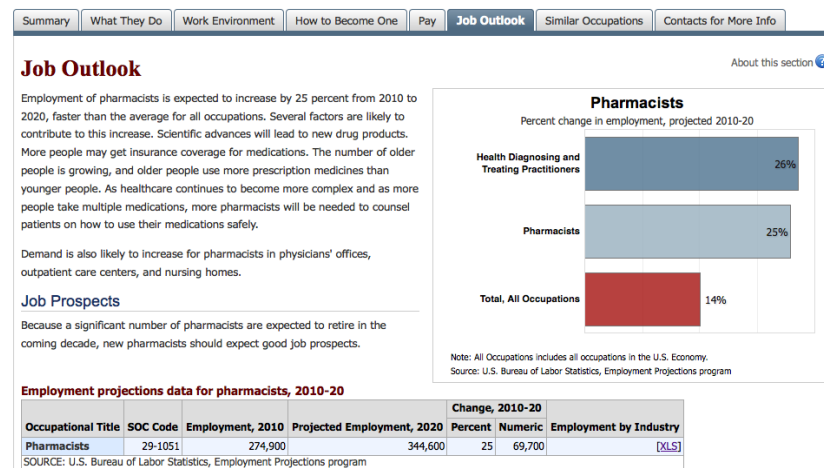 Summary What They Do Work Environment How to Become One Pay Job Outlook Similar Occupations Contacts for More Info
Job Outlook
About this section ?
Employment of pharmacists is expected to increase by 25 percent from 2010 to
2020, faster than the average for all occupations. Several factors are likely to
contribute to this increase. Scientific advances will lead to new drug products.
More people may get insurance coverage for medications. The number of older
people is growing, and older people use more prescription medicines than
younger people. As healthcare continues to become more complex and as more
people take multiple medications, more pharmacists will be needed to counsel
patients on how to use their medications safely.
Demand is also likely to increase for pharmacists in physicians' offices,
outpatient care centers, and nursing homes.
Job Prospects
Because a significant number of pharmacists are expected to retire in the
coming decade, new pharmacists should expect good job prospects.
Pharmacists
Percent change in employment, projected 2010-20
Health Diagnosing and
Treating Practitioners
26%
Pharmacists
25%
Total, All Occupations
14%
Note: All Occupations includes all occupations in the U.S. Economy.
Source: U.S. Bureau of Labor Statistics, Employment Projections program
Employment projections data for pharmacists, 2010-20
Change, 2010-20
Occupational Title SOC Code Employment, 2010 Projected Employment, 2020 Percent Numeric Employment by Industry
Pharmacists 29-1051 274,900 344,600 25 69,700 [XLS]
SOURCE: U.S. Bureau of Labor Statistics, Employment Projections program